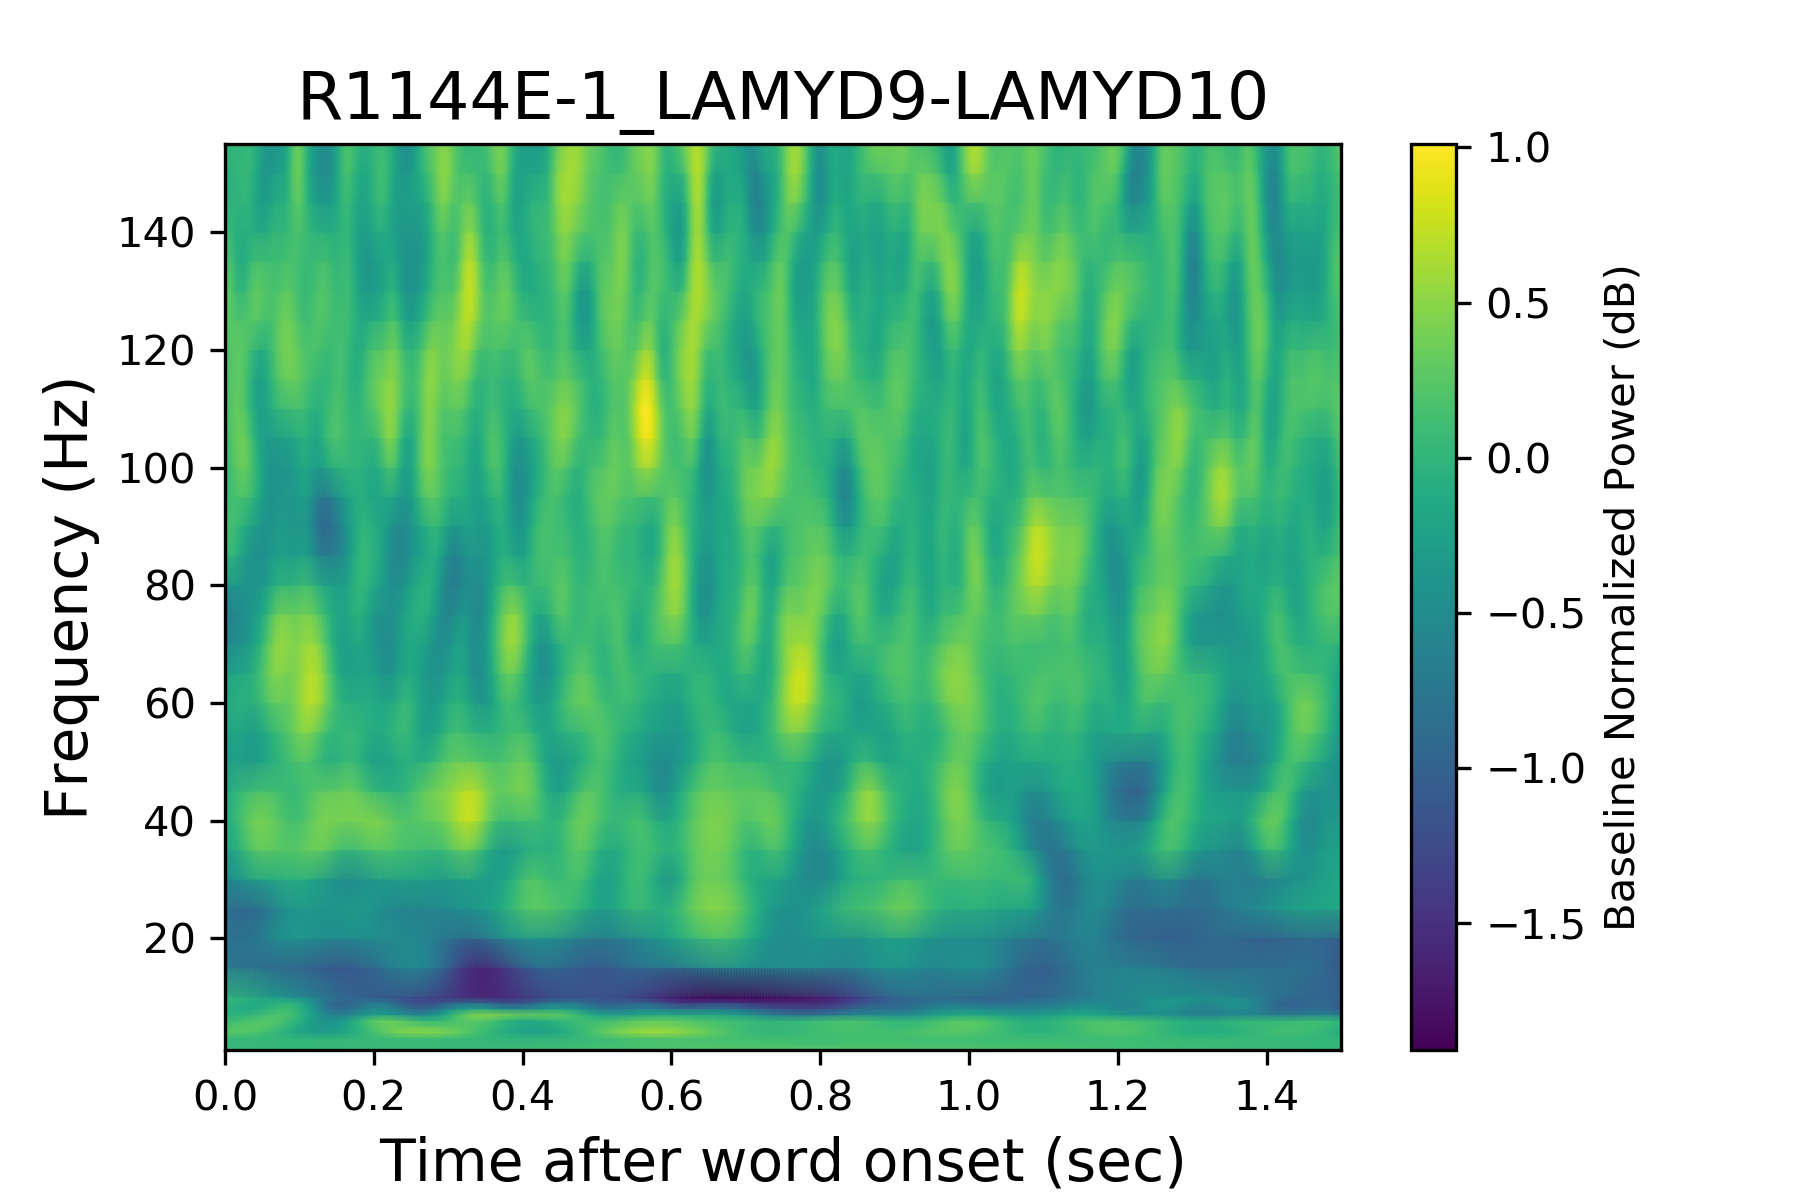 R1144E-1_LAMYD9-LAMYD10
Frequency (Hz)
140
120
100
80
60
40
20
0.0 0.2 0.4 0.6 0.8 1.0 1.2 1.4
Time after word onset (sec)
1.0
0.5
0.0
−0.5
−1.0
−1.5
Baseline Normalized Power (dB)